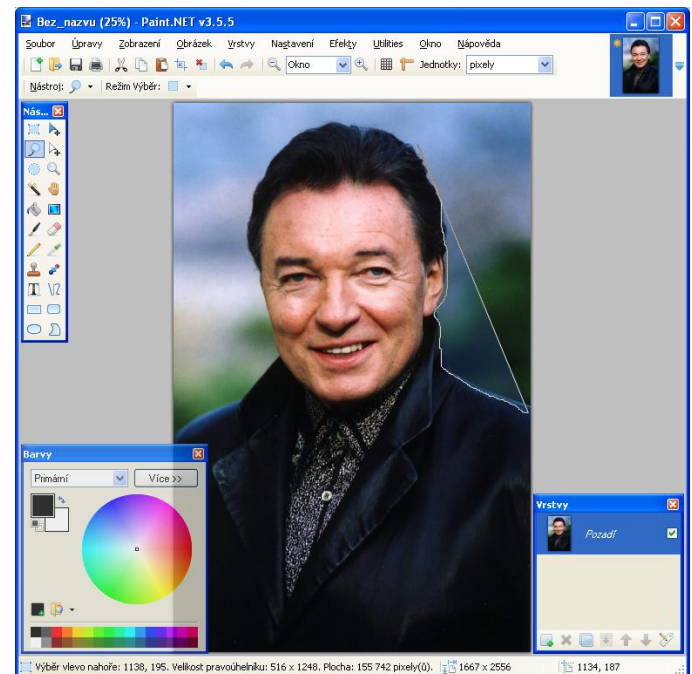 Bez_nazvu (25%) - Paint.NET v3.5.5
Soubor Úpravy Zobrazení Obrázek Vrstvy Nastavení Efekty Utilities Okno Nápověda
Okno Jednotky: pixely
Nástroj: Režim Výběr:
Nás...
Barvy
Primární Více >>
Vrstvy
Pozadí
Výběr vlevo nahoře: 1138, 195. Velikost pravoúhelníku: 516 x 1248. Plocha: 155 742 pixely(ů). 1667 x 2556 1134, 187